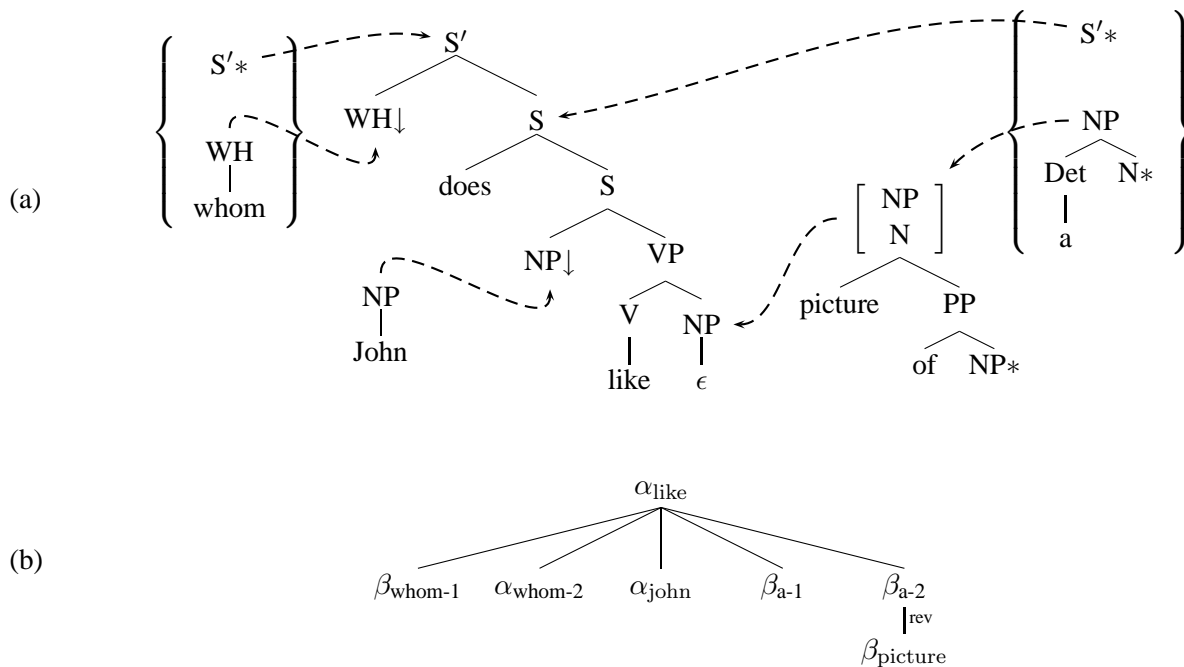 (a)
S′* S′ S′*
WH↓ S NP
WH does S Det N*
whom NP↓ VP NP N a
NP V NP picture PP
John like ϵ of NP*
(b)
α_like
β_whom-1 α_whom-2 α_john β_a-1 β_a-2
rev
β_picture